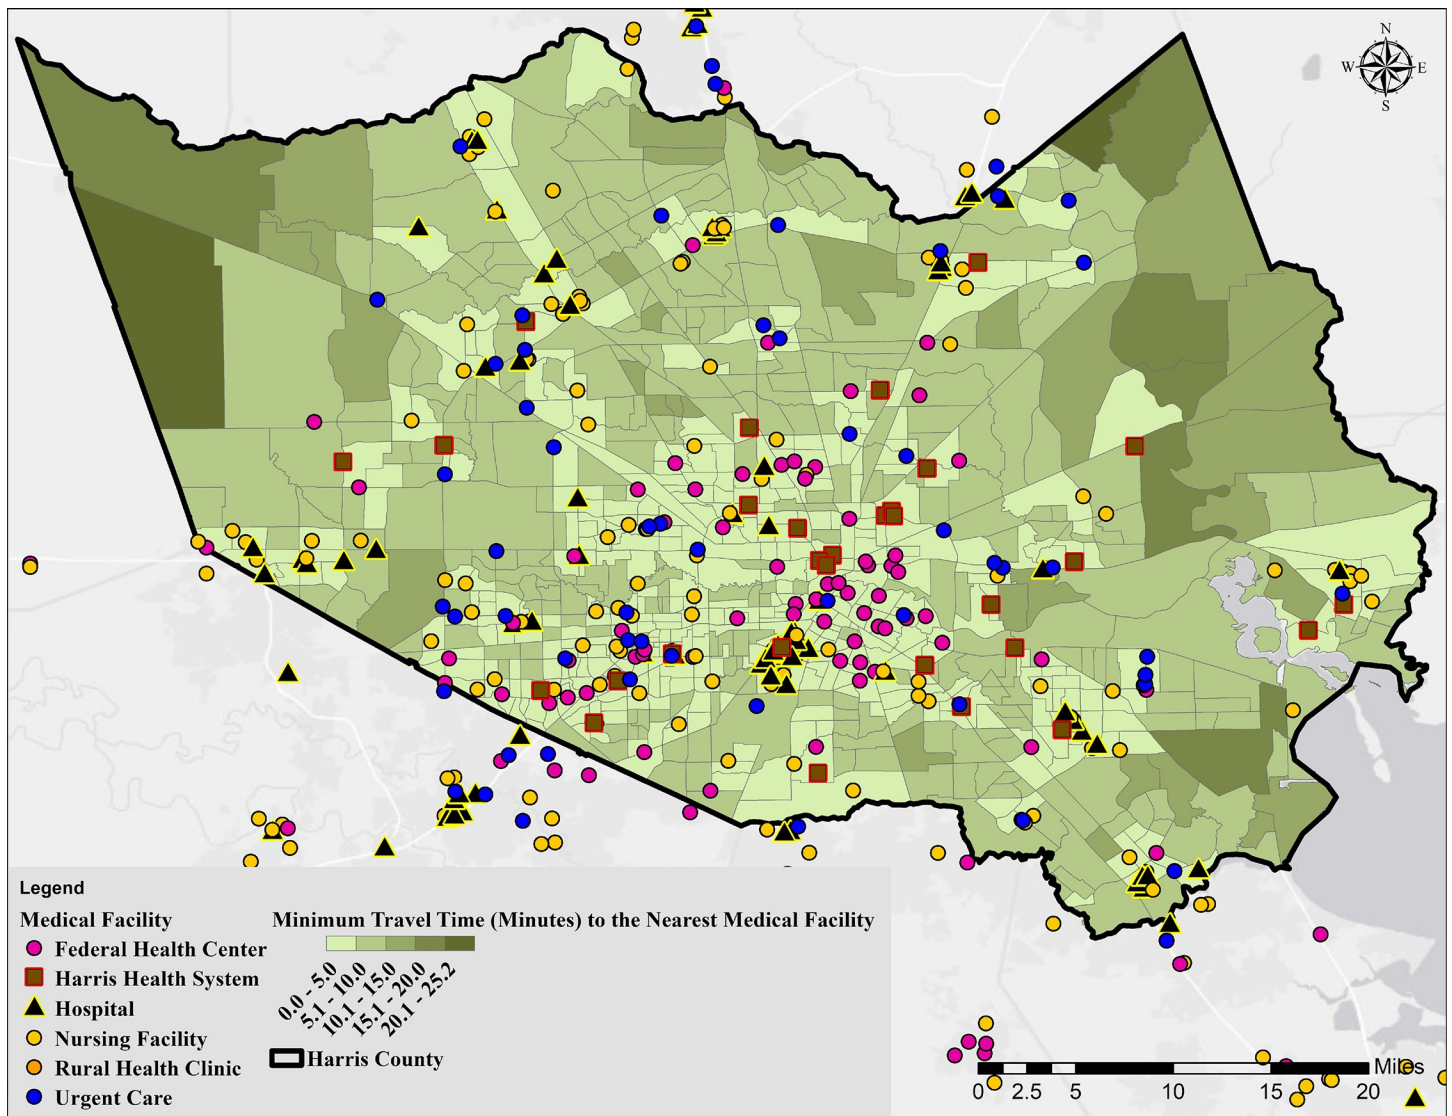 N
W E
S
Legend
Medical Facility
Federal Health Center
Harris Health System
Hospital
Nursing Facility
Rural Health Clinic
Urgent Care
Minimum Travel Time (Minutes) to the Nearest Medical Facility
0.0 - 5.0
5.1 - 10.0
10.1 - 15.0
15.1 - 20.0
20.1 - 25.2
Harris County
Miles
0 2.5 5 10 15 20